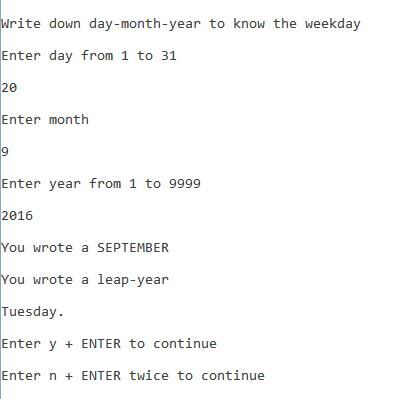 Write down day-month-year to know the weekday
Enter day from 1 to 31
20
Enter month
9
Enter year from 1 to 9999
2016
You wrote a SEPTEMBER
You wrote a leap-year
Tuesday.
Enter y + ENTER to continue
Enter n + ENTER twice to continue